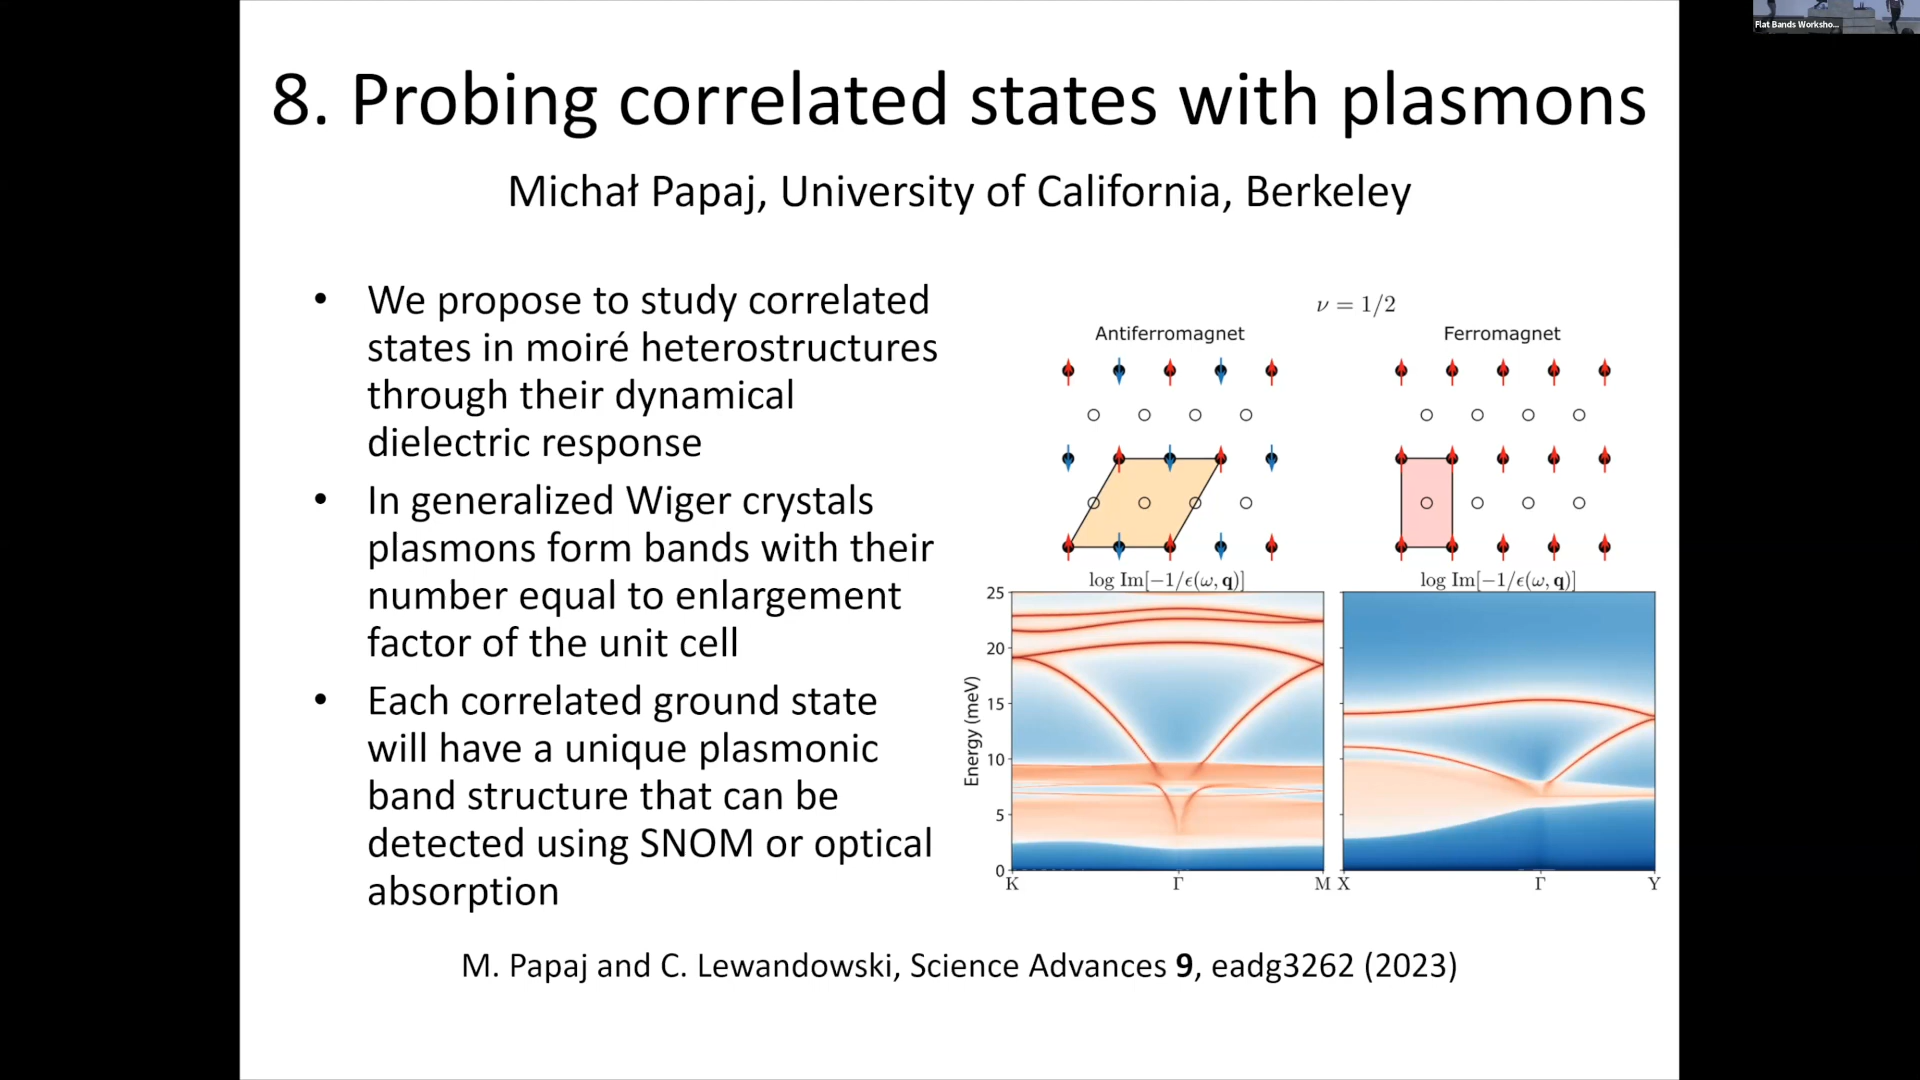 Flat Bands Worksho...
8. Probing correlated states with plasmons
Michał Papaj, University of California, Berkeley
• We propose to study correlated
states in moiré heterostructures
through their dynamical
dielectric response
• In generalized Wiger crystals
plasmons form bands with their
number equal to enlargement
factor of the unit cell
• Each correlated ground state
will have a unique plasmonic
band structure that can be
detected using SNOM or optical
absorption
ν = 1/2
Antiferromagnet
Ferromagnet
log Im[−1/ϵ(ω, q)]
log Im[−1/ϵ(ω, q)]
Energy (meV)
25
20
15
10
5
0
K Γ M
X Γ Y
M. Papaj and C. Lewandowski, Science Advances 9, eadg3262 (2023)